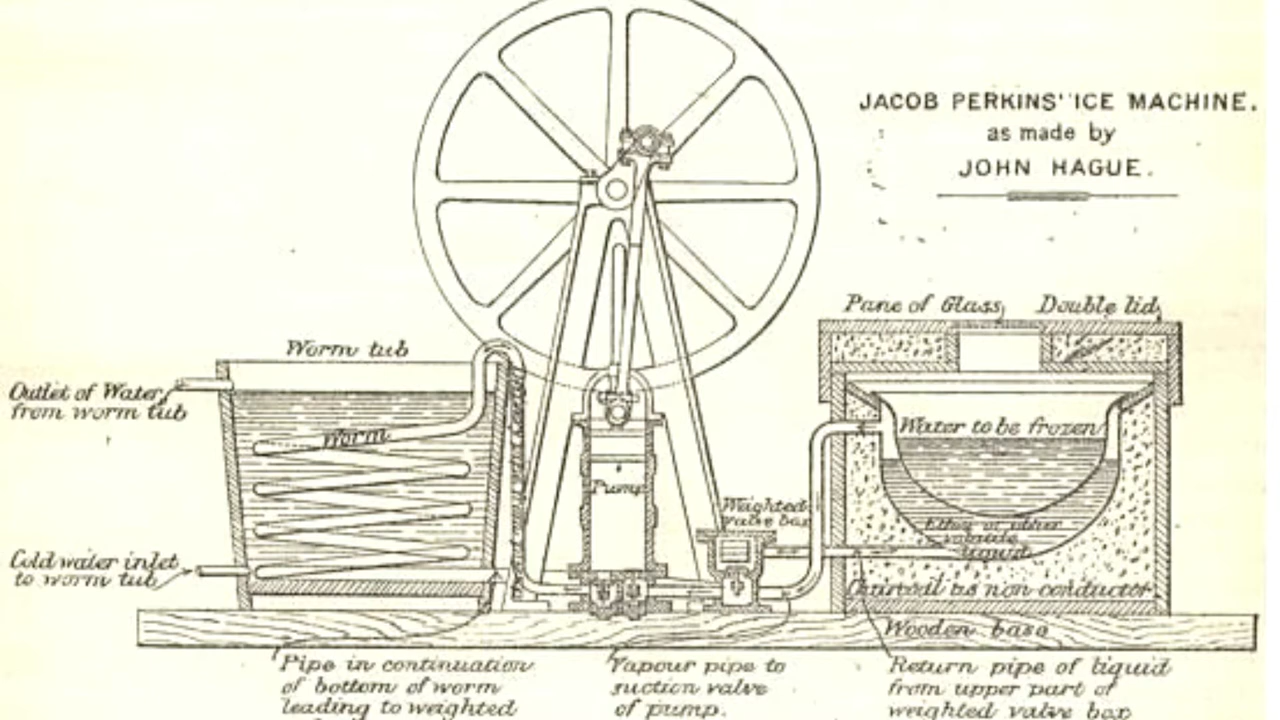 JACOB PERKINS' ICE MACHINE.
as made by
JOHN HAGUE.
Pane of Glass
Double lid
Worm tub
Outlet of Water
from worm tub
Worm
Water to be frozen
Pump
Weighted
valve box
Ether or other
volatile
liquid
Cold water inlet
to worm tub
Charcoal as non conductor
Wooden base
Pipe in continuation
of bottom of worm
leading to weighted
Vapour pipe to
suction valve
of pump.
Return pipe of liquid
from upper part of
weighted valve box